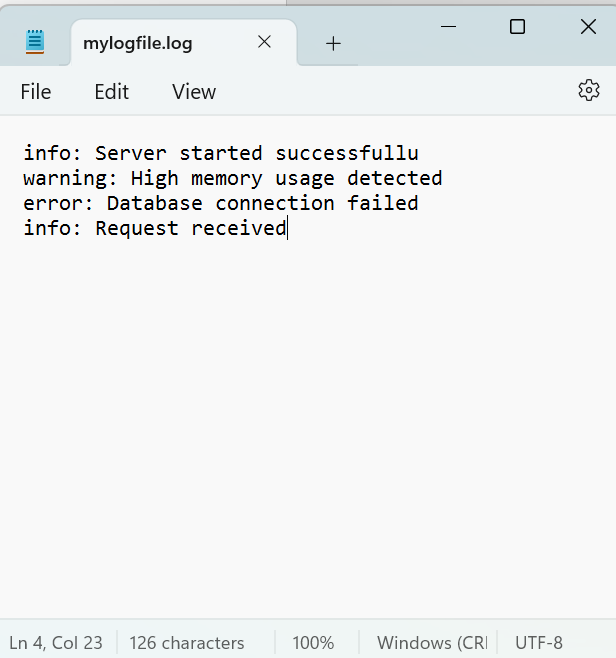 mylogfile.log
File Edit View
info: Server started successfullu
warning: High memory usage detected
error: Database connection failed
info: Request received
Ln 4, Col 23 126 characters 100% Windows (CRI UTF-8